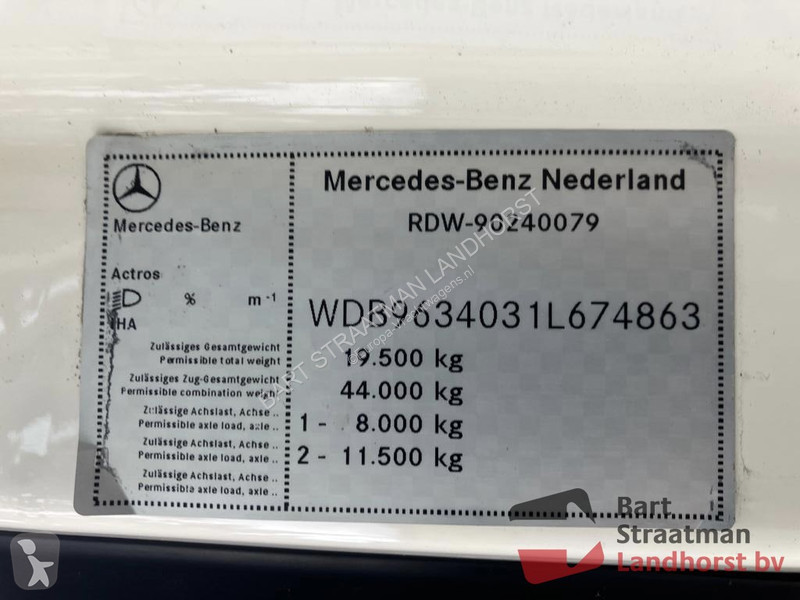 Mercedes-Benz
Mercedes-Benz Nederland
RDW-90240079
Actros
% m-1
HA
WDB9634031L674863
Zulässiges Gesamtgewicht
Permissible total weight
19.500 kg
Zulässiges Zug-Gesamtgewicht
Permissible combination weight
44.000 kg
Zulässige Achslast, Achse ..
Permissible axle load, axle ..
1 - 8.000 kg
Zulässige Achslast, Achse ..
Permissible axle load, axle ..
2 - 11.500 kg
Zulässige Achslast, Achse ..
Permissible axle load, axle ..
BART STRAATMAN LANDHORST
Bart
Straatman
Landhorst bv